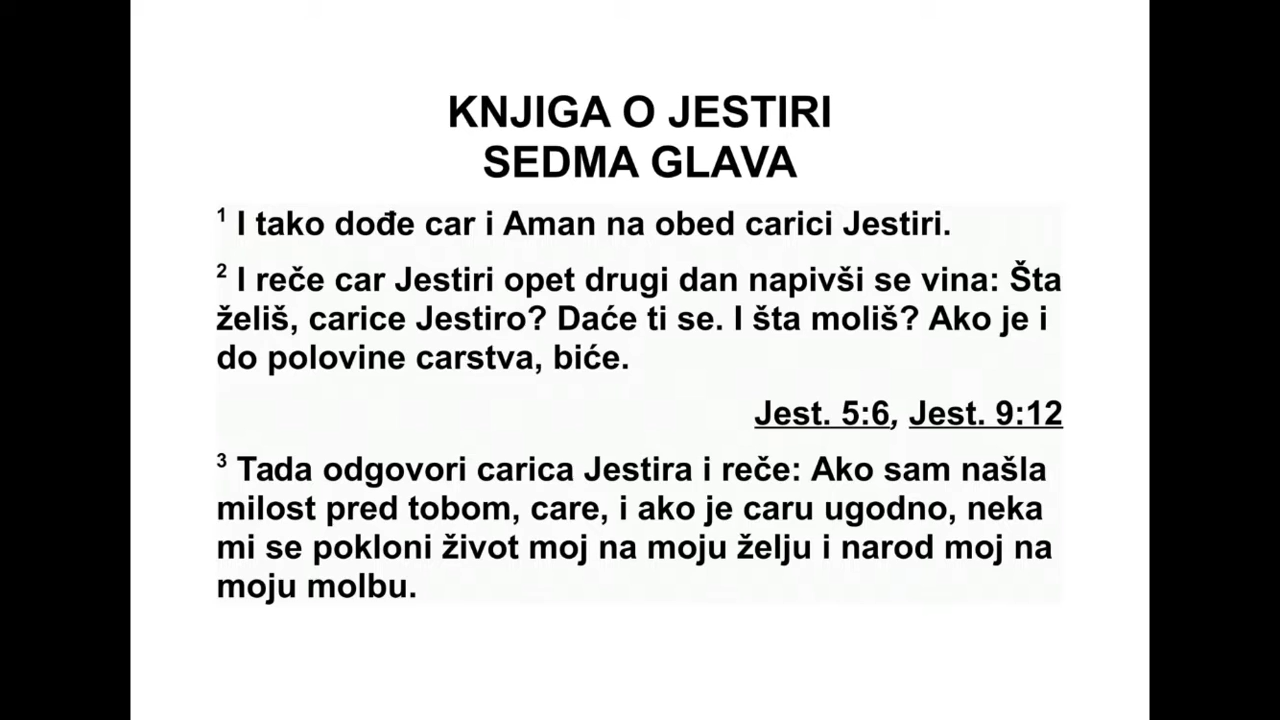 KNJIGA O JESTIRI
SEDMA GLAVA
1 I tako dođe car i Aman na obed carici Jestiri.
2 I reče car Jestiri opet drugi dan napivši se vina: Šta
želiš, carice Jestiro? Daće ti se. I šta moliš? Ako je i
do polovine carstva, biće.
Jest. 5:6, Jest. 9:12
3 Tada odgovori carica Jestira i reče: Ako sam našla
milost pred tobom, care, i ako je caru ugodno, neka
mi se pokloni život moj na moju želju i narod moj na
moju molbu.